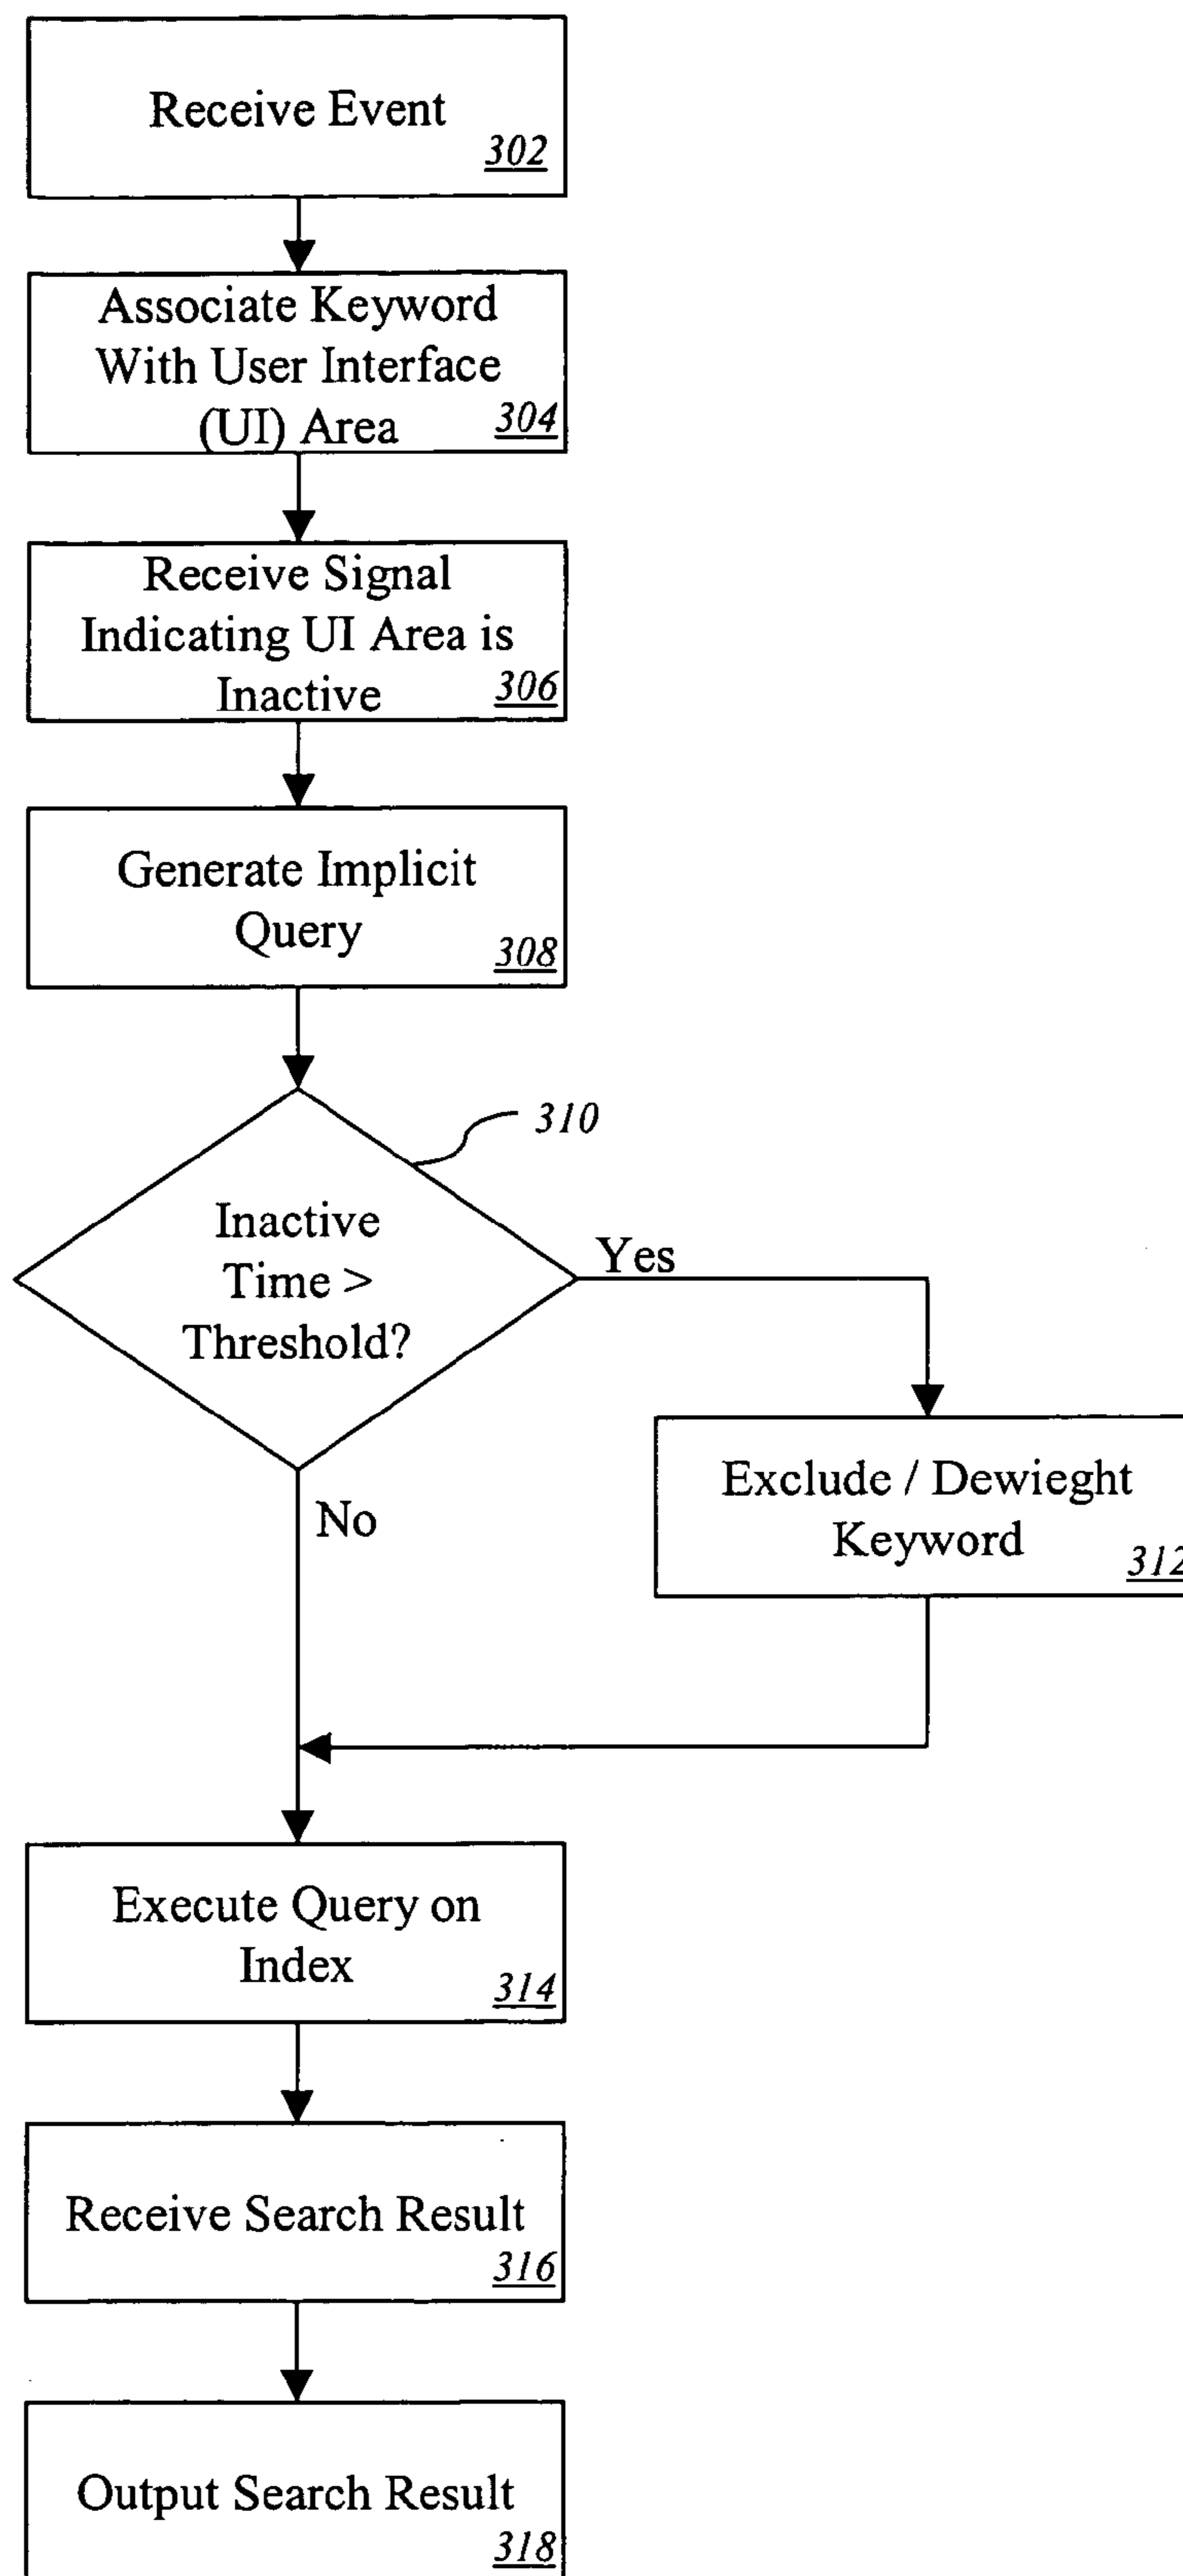 Receive Event
302
Associate Keyword
With User Interface
(UI) Area
304
Receive Signal
Indicating UI Area is
Inactive
306
Generate Implicit
Query
308
310
Inactive
Time >
Threshold?
Yes
No
Exclude / Dewieght
Keyword
312
Execute Query on
Index
314
Receive Search Result
316
Output Search Result
318